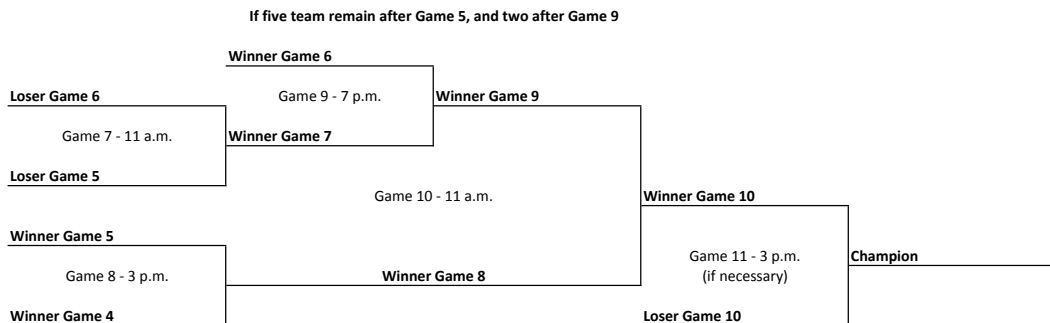 If five team remain after Game 5, and two after Game 9
Winner Game 6
Loser Game 6
Game 9 - 7 p.m.
Winner Game 9
Game 7 - 11 a.m.
Winner Game 7
Loser Game 5
Game 10 - 11 a.m.
Winner Game 10
Winner Game 5
Game 8 - 3 p.m.
Winner Game 8
Game 11 - 3 p.m.
(if necessary)
Champion
Winner Game 4
Loser Game 10